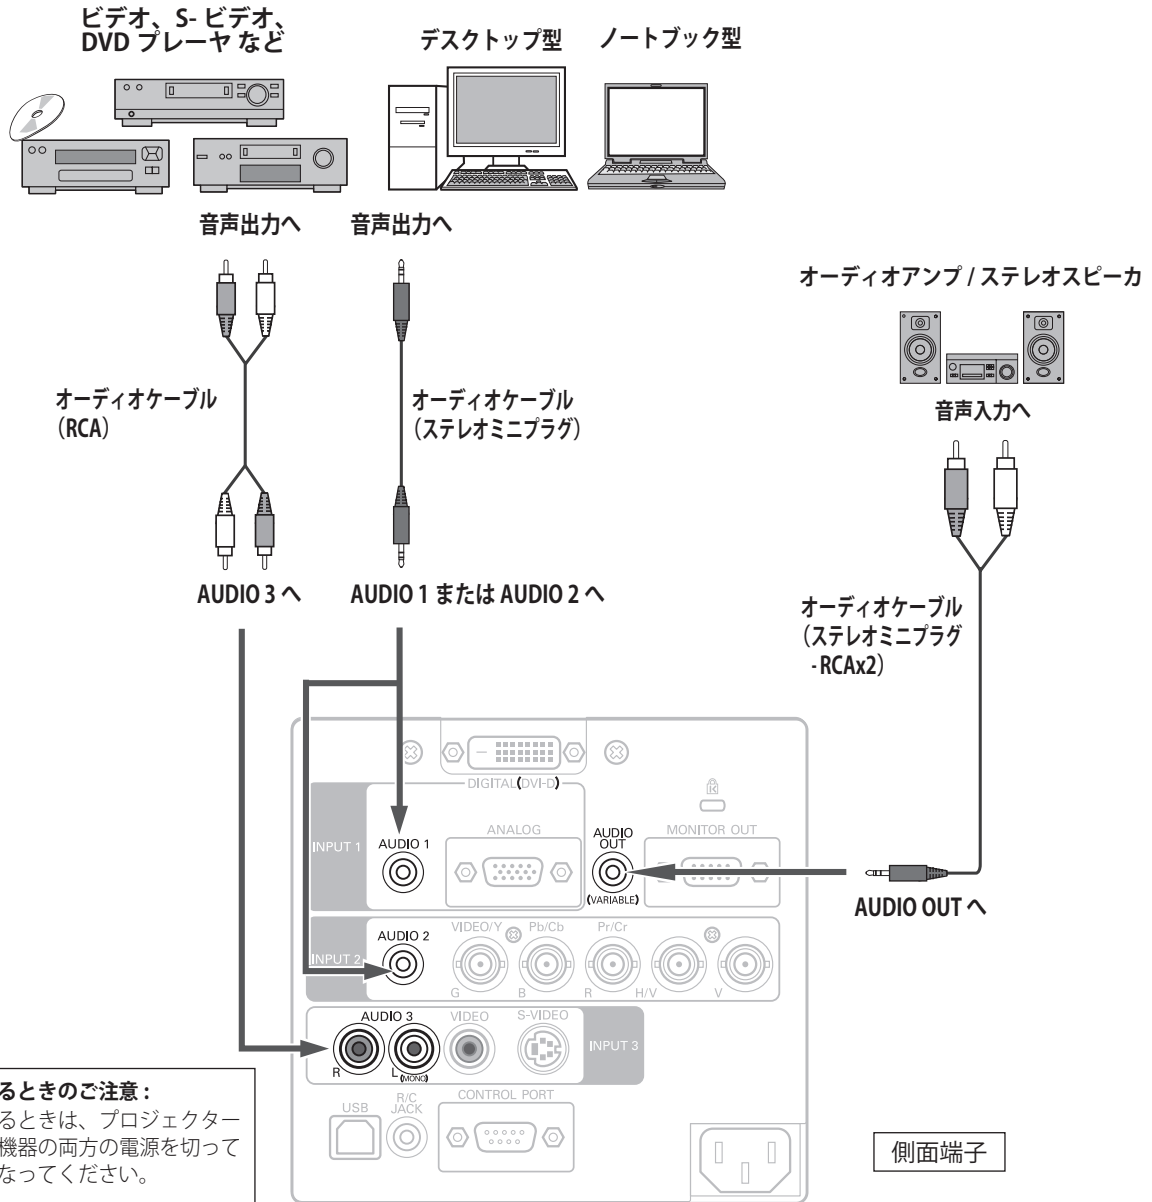 ビデオ、S- ビデオ、
DVD プレーヤ など
デスクトップ型
ノートブック型
音声出力へ
音声出力へ
オーディオアンプ / ステレオスピーカ
音声入力へ
オーディオケーブル
（RCA）
オーディオケーブル
（ステレオミニプラグ）
AUDIO 3 へ
AUDIO 1 または AUDIO 2 へ
オーディオケーブル
（ステレオミニプラグ
- RCAx2）
DIGITAL(DVI-D)
K
INPUT 1
AUDIO 1
ANALOG
AUDIO
OUT
(VARIABLE)
MONITOR OUT
AUDIO OUT へ
INPUT 2
AUDIO 2
VIDEO/Y
Pb/Cb
Pr/Cr
G
B
R
H/V
V
AUDIO 3
VIDEO
S-VIDEO
INPUT 3
R
L
(MONO)
USB
R/C
JACK
CONTROL PORT
るときのご注意 :
るときは、プロジェクター
機器の両方の電源を切って
なってください。
側面端子